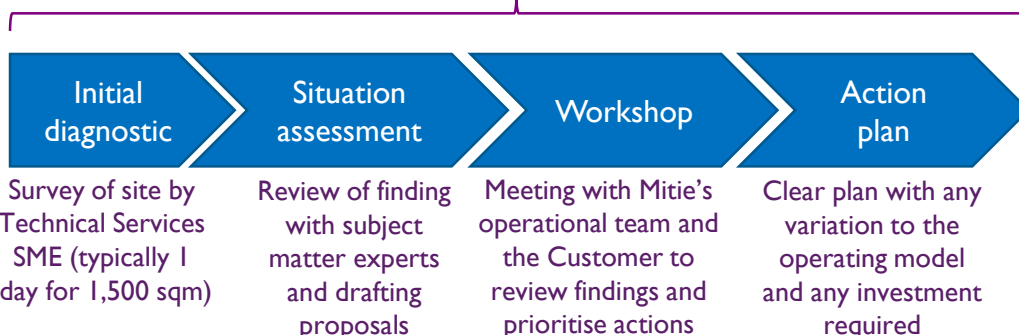 Initial
diagnostic
Situation
assessment
Workshop
Action
plan
Survey of site by
Technical Services
SME (typically 1
day for 1,500 sqm)
Review of finding
with subject
matter experts
and drafting
proposals
Meeting with Mitie's
operational team and
the Customer to
review findings and
prioritise actions
Clear plan with any
variation to the
operating model
and any investment
required